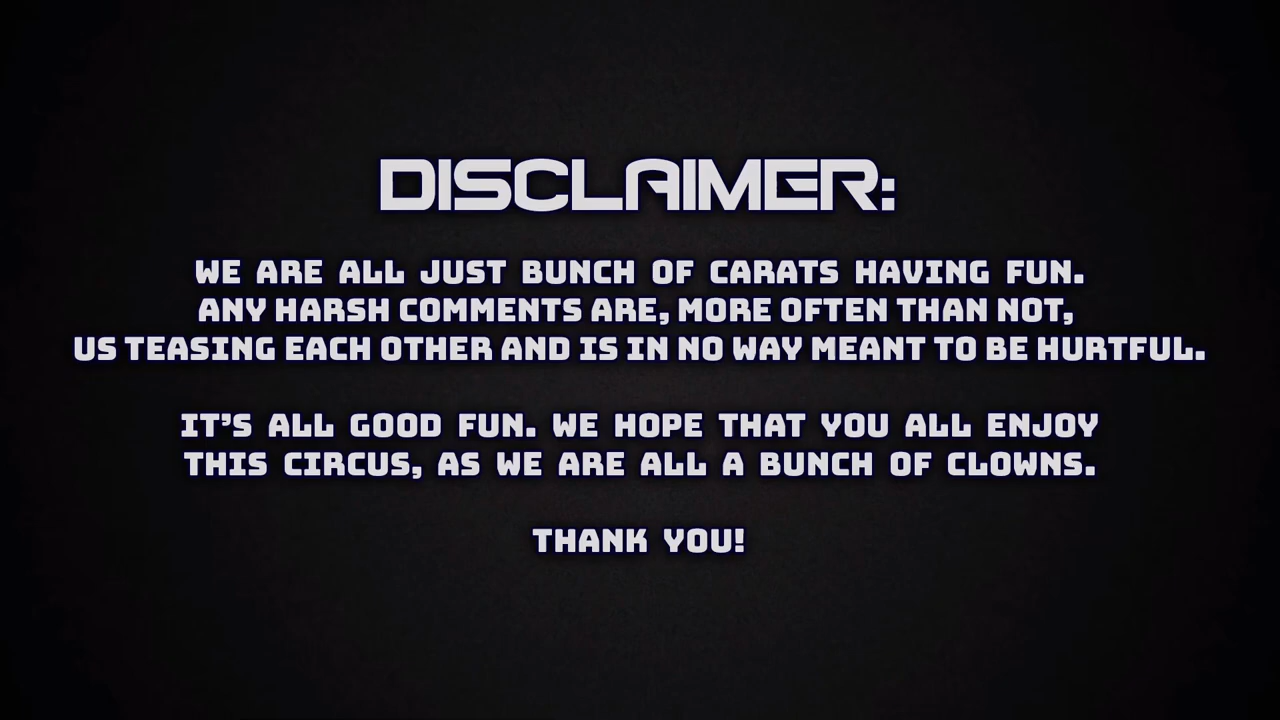 DISCLAIMER:
WE ARE ALL JUST BUNCH OF CARATS HAVING FUN.
ANY HARSH COMMENTS ARE, MORE OFTEN THAN NOT,
US TEASING EACH OTHER AND IS IN NO WAY MEANT TO BE HURTFUL.
IT'S ALL GOOD FUN. WE HOPE THAT YOU ALL ENJOY
THIS CIRCUS, AS WE ARE ALL A BUNCH OF CLOWNS.
THANK YOU!